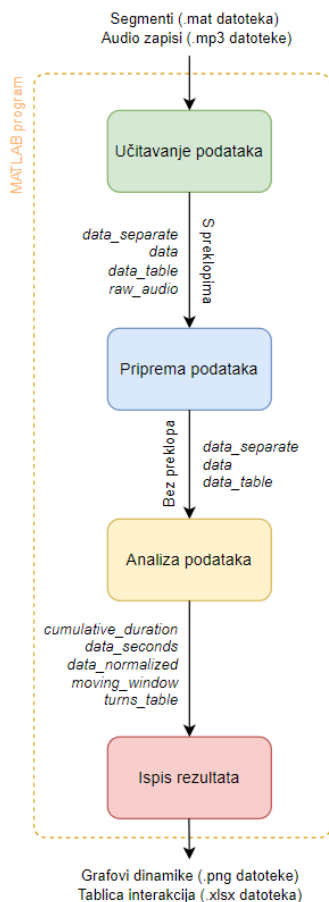 Segmenti (.mat datoteka)
Audio zapisi (.mp3 datoteke)
MATLAB program
Učitavanje podataka
data_separate
data
data_table
raw_audio
S preklopima
Priprema podataka
Bez preklopa
data_separate
data
data_table
Analiza podataka
cumulative_duration
data_seconds
data_normalized
moving_window
turns_table
Ispis rezultata
Grafovi dinamike (.png datoteke)
Tablica interakcija (.xlsx datoteka)